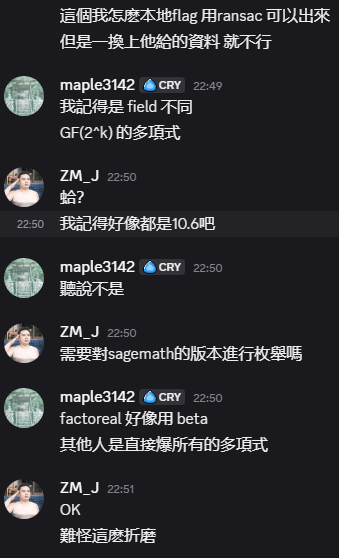 這個我怎麼本地flag 用ransac 可以出來
但是一換上他給的資料 就不行
maple3142 CRY 22:49
我記得是 field 不同
GF(2^k) 的多項式
ZM_J 22:50
蛤?
22:50 我記得好像都是10.6吧
maple3142 CRY 22:50
聽說不是
ZM_J 22:50
需要對sagemath的版本進行枚舉嗎
maple3142 CRY 22:50
factoreal 好像用 beta
其他人是直接爆所有的多項式
ZM_J 22:51
OK
難怪這麼折磨